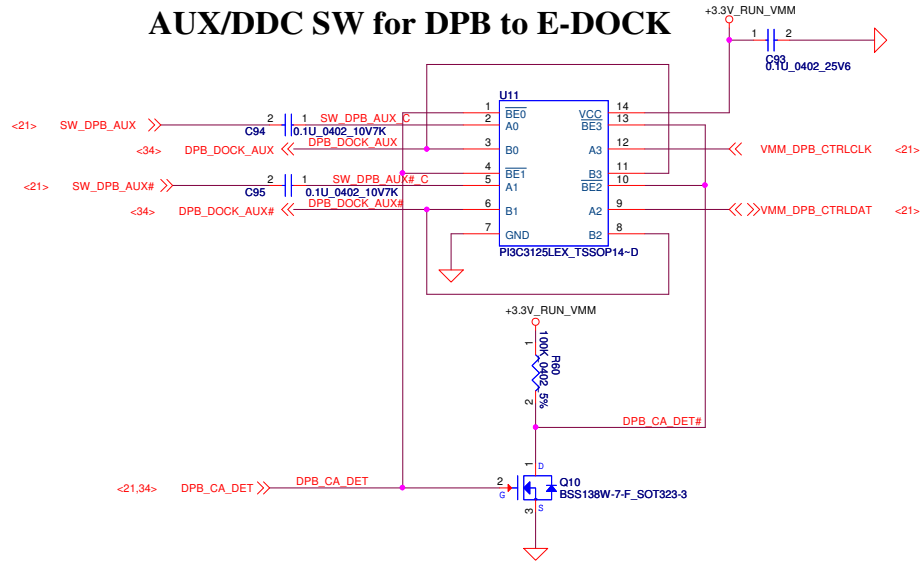 AUX/DDC SW for DPB to E-DOCK
+3.3V_RUN_VMM
1 2
C93
0.1U_0402_25V6
U11
<21> SW_DPB_AUX 2 1 SW_DPB_AUX_C
C94 0.1U_0402_10V7K
<34> DPB_DOCK_AUX DPB_DOCK_AUX
<21> SW_DPB_AUX# 2 1 SW_DPB_AUX#_C
C95 0.1U_0402_10V7K
<34> DPB_DOCK_AUX# DPB_DOCK_AUX#
1 BE0 VCC 14
2 A0 BE3 13
3 B0 A3 12
4 BE1 B3 11
5 A1 BE2 10
6 B1 A2 9
7 GND B2 8
VMM_DPB_CTRLCLK <21>
VMM_DPB_CTRLDAT <21>
PI3C3125LEX_TSSOP14~D
+3.3V_RUN_VMM
1
R60
100K_0402_5%
2
DPB_CA_DET#
<21,34> DPB_CA_DET DPB_CA_DET
1 D
2 G
3 S
Q10
BSS138W-7-F_SOT323-3